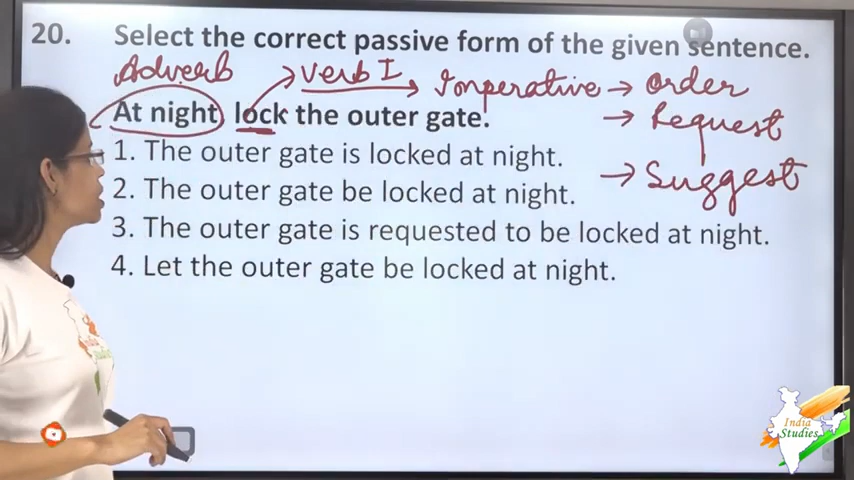 20. Select the correct passive form of the given sentence.
Adverb → Verb I → Imperative → Order
At night lock the outer gate. → Request
1. The outer gate is locked at night. → Suggest
2. The outer gate be locked at night.
3. The outer gate is requested to be locked at night.
4. Let the outer gate be locked at night.
India
Studies